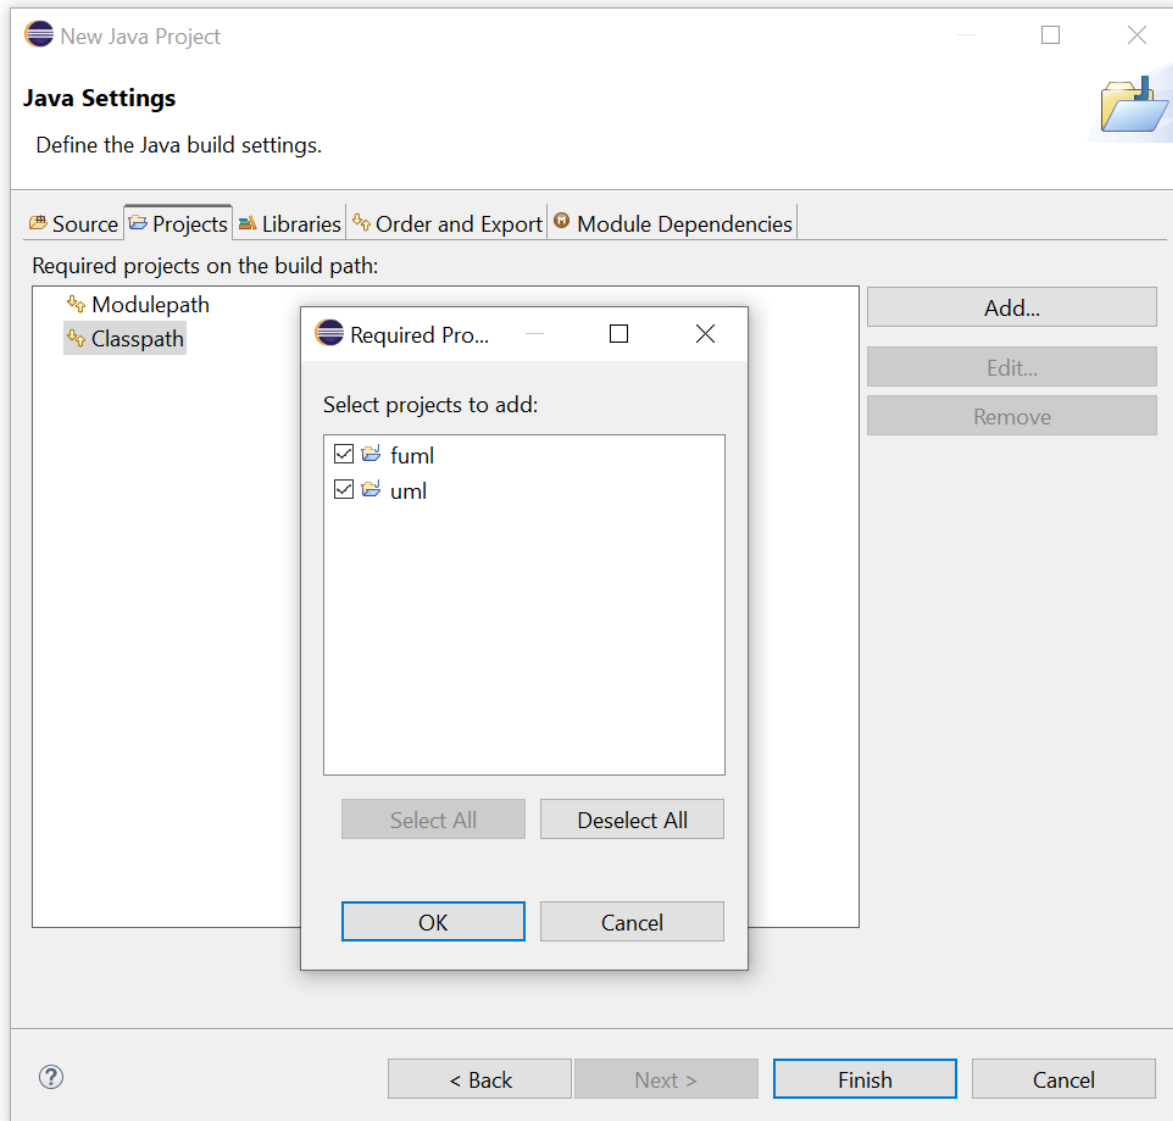 New Java Project
Java Settings
Define the Java build settings.
Source Projects Libraries Order and Export Module Dependencies
Required projects on the build path:
Modulepath
Classpath
Add...
Edit...
Remove
Required Pro...
Select projects to add:
fuml
uml
Select All Deselect All
OK Cancel
< Back Next > Finish Cancel